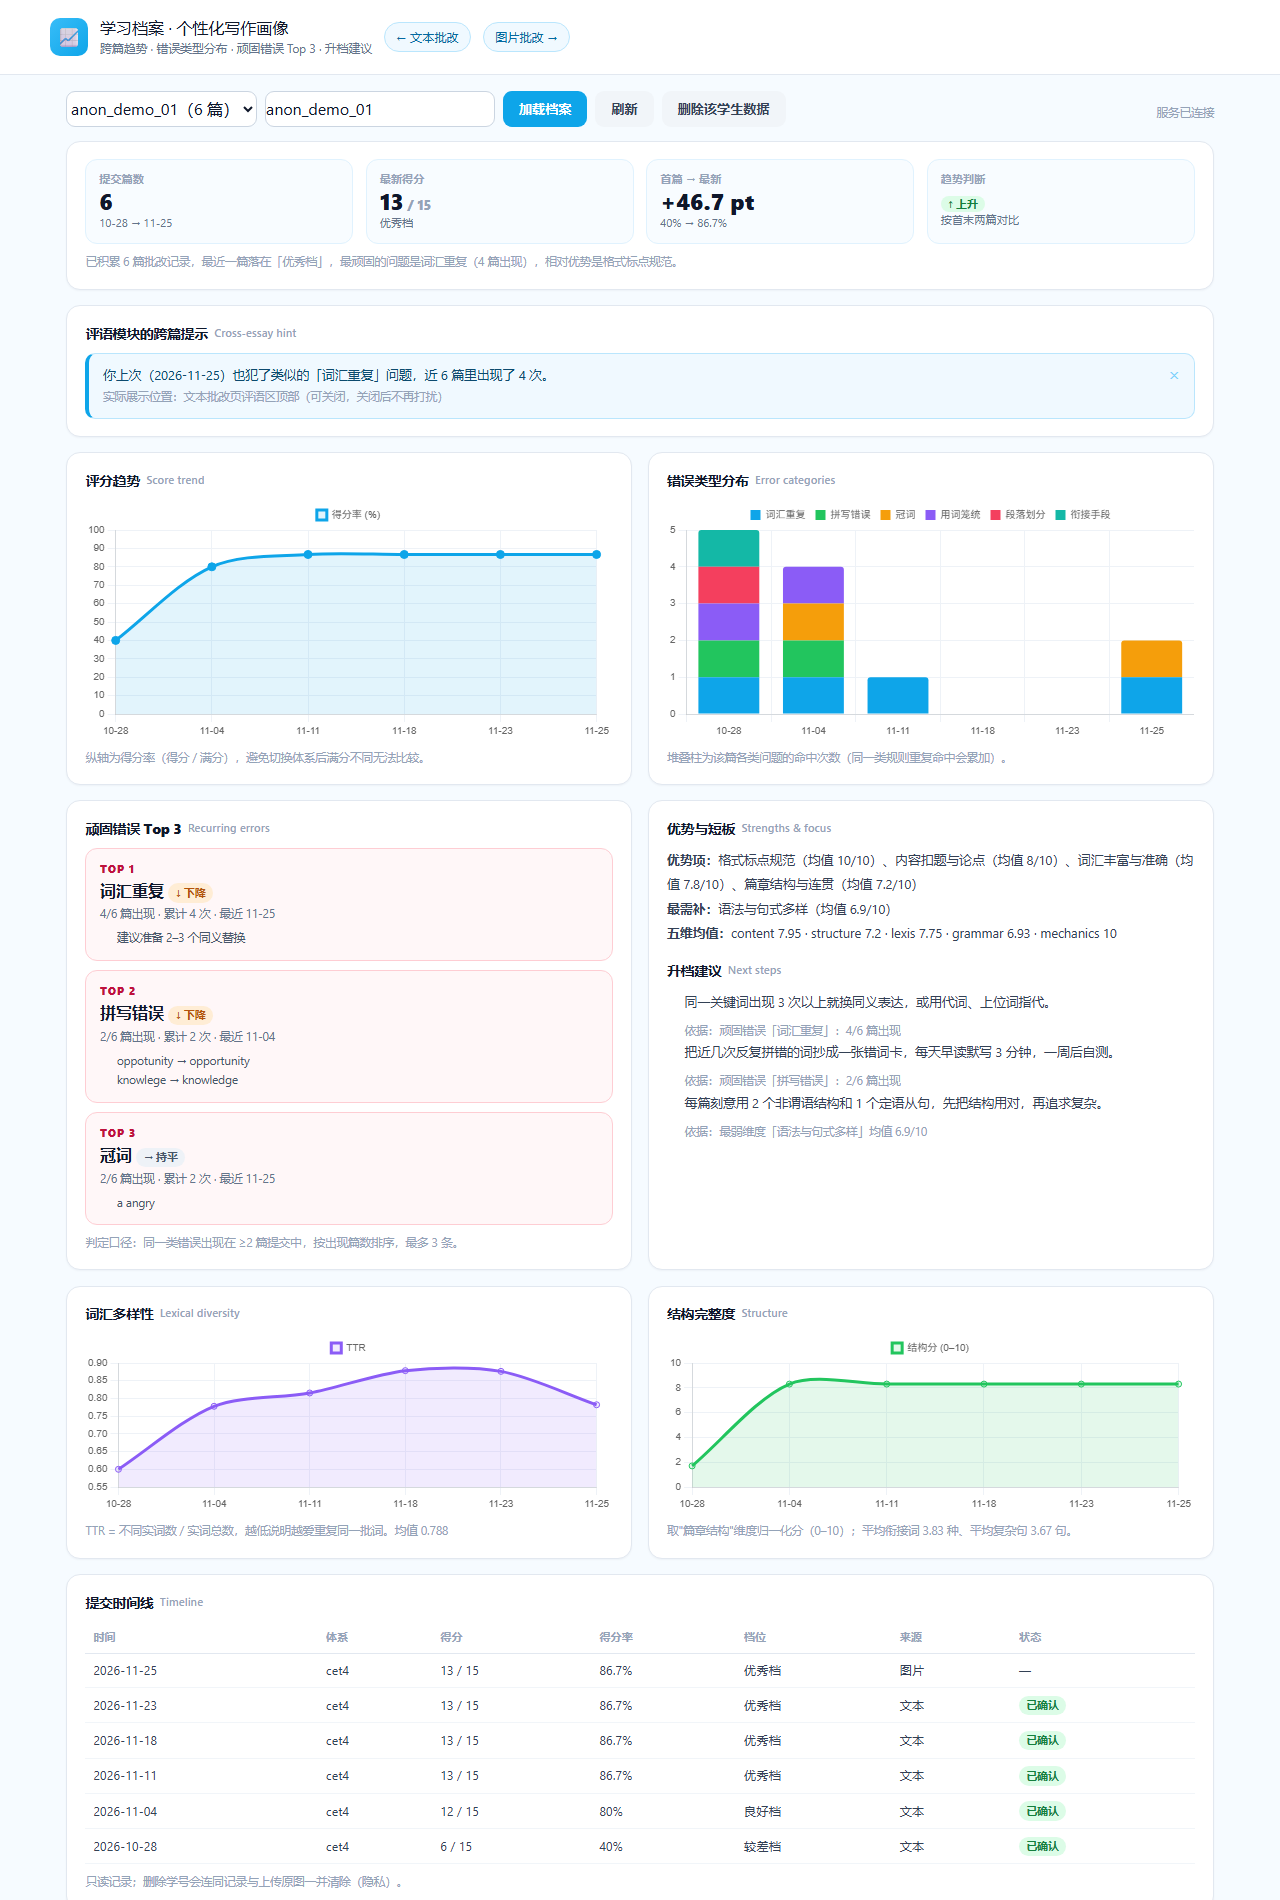 学习档案 · 个性化写作画像
跨篇趋势 · 错误类型分布 · 顽固错误 Top 3 · 升档建议
← 文本批改
图片批改 →
anon_demo_01（6 篇）
anon_demo_01
加载档案
刷新
删除该学生数据
服务已连接
提交篇数
6
10-28 → 11-25
最新得分
13 / 15
优秀档
首篇 → 最新
+46.7 pt
40% → 86.7%
趋势判断
↑ 上升
按首末两篇对比
已积累 6 篇批改记录，最近一篇落在「优秀档」，最顽固的问题是词汇重复（4 篇出现），相对优势是格式标点规范。
评语模块的跨篇提示 Cross-essay hint
你上次（2026-11-25）也犯了类似的「词汇重复」问题，近 6 篇里出现了 4 次。
×
实际展示位置：文本批改页评语区顶部（可关闭，关闭后不再打扰）
评分趋势 Score trend
得分率 (%)
100
90
80
70
60
50
40
30
20
10
0
10-28 11-04 11-11 11-18 11-23 11-25
纵轴为得分率（得分 / 满分），避免切换体系后满分不同无法比较。
错误类型分布 Error categories
词汇重复 拼写错误 冠词 用词笼统 段落划分 衔接手段
5
4
3
2
1
0
10-28 11-04 11-11 11-18 11-23 11-25
堆叠柱为该篇各类问题的命中次数（同一类规则重复命中会累加）。
顽固错误 Top 3 Recurring errors
TOP 1
词汇重复 ↓ 下降
4/6 篇出现 · 累计 4 次 · 最近 11-25
建议准备 2–3 个同义替换
TOP 2
拼写错误 ↓ 下降
2/6 篇出现 · 累计 2 次 · 最近 11-04
oppotunity → opportunity
knowlege → knowledge
TOP 3
冠词 → 持平
2/6 篇出现 · 累计 2 次 · 最近 11-25
a angry
判定口径：同一类错误出现在 ≥2 篇提交中，按出现篇数排序，最多 3 条。
优势与短板 Strengths & focus
优势项：格式标点规范（均值 10/10）、内容扣题与论点（均值 8/10）、词汇丰富与准确（均
值 7.8/10）、篇章结构与连贯（均值 7.2/10）
最需补：语法与句式多样（均值 6.9/10）
五维均值：content 7.95 · structure 7.2 · lexis 7.75 · grammar 6.93 · mechanics 10
升档建议 Next steps
同一关键词出现 3 次以上就换同义表达，或用代词、上位词指代。
依据：顽固错误「词汇重复」：4/6 篇出现
把近几次反复拼错的词抄成一张错词卡，每天早读默写 3 分钟，一周后自测。
依据：顽固错误「拼写错误」：2/6 篇出现
每篇刻意用 2 个非谓语结构和 1 个定语从句，先把结构用对，再追求复杂。
依据：最弱维度「语法与句式多样」均值 6.9/10
词汇多样性 Lexical diversity
TTR
0.90
0.85
0.80
0.75
0.70
0.65
0.60
0.55
10-28 11-04 11-11 11-18 11-23 11-25
TTR = 不同实词数 / 实词总数，越低说明越爱重复同一批词。均值 0.788
结构完整度 Structure
结构分 (0–10)
10
8
6
4
2
0
10-28 11-04 11-11 11-18 11-23 11-25
取"篇章结构"维度归一化分（0–10）；平均衔接词 3.83 种、平均复杂句 3.67 句。
提交时间线 Timeline
时间 体系 得分 得分率 档位 来源 状态
2026-11-25 cet4 13 / 15 86.7% 优秀档 图片 —
2026-11-23 cet4 13 / 15 86.7% 优秀档 文本 已确认
2026-11-18 cet4 13 / 15 86.7% 优秀档 文本 已确认
2026-11-11 cet4 13 / 15 86.7% 优秀档 文本 已确认
2026-11-04 cet4 12 / 15 80% 良好档 文本 已确认
2026-10-28 cet4 6 / 15 40% 较差档 文本 已确认
只读记录；删除学号会连同记录与上传原图一并清除（隐私）。